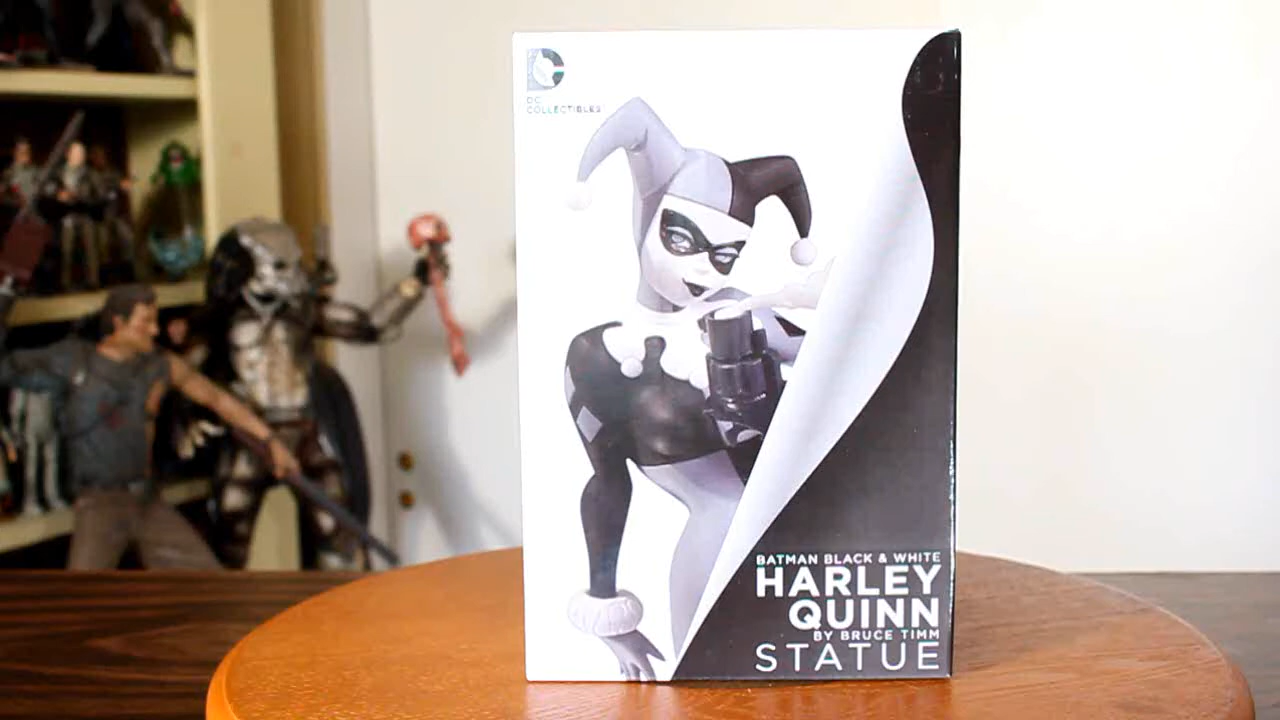 DC
COLLECTIBLES
BATMAN BLACK & WHITE
HARLEY
QUINN
BY BRUCE TIMM
STATUE